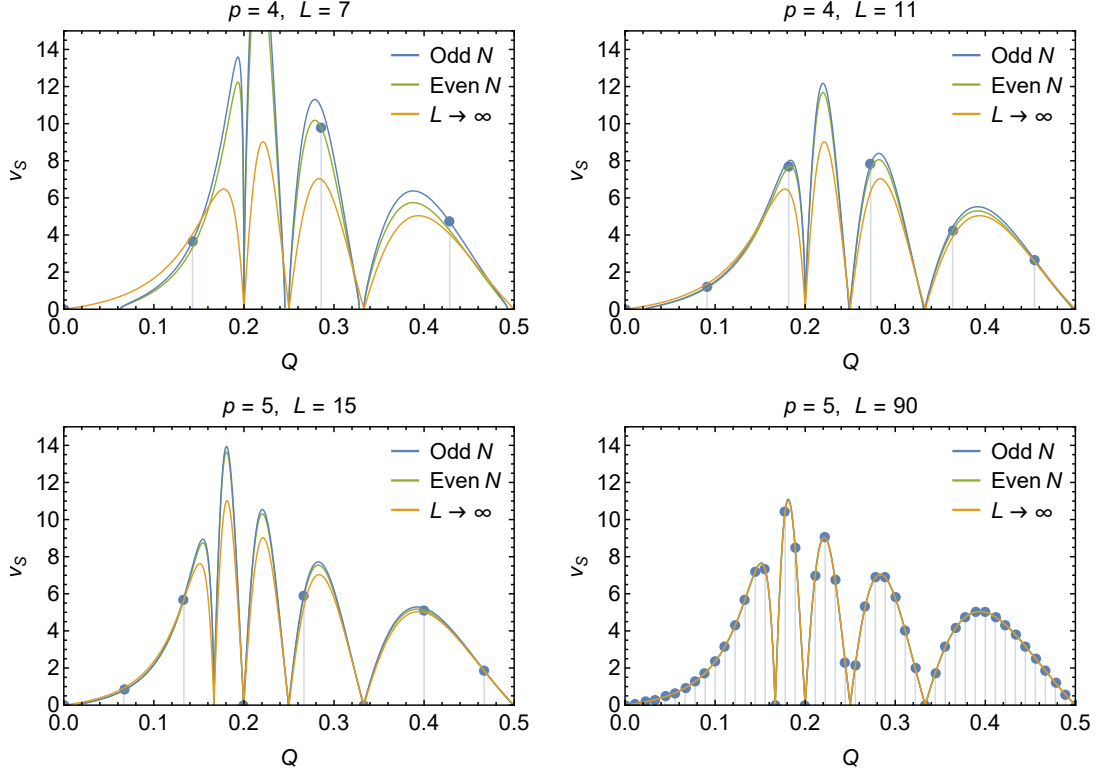 p = 4, L = 7
14
12
10
8
6
4
2
0
v_S
Odd N
Even N
L → ∞
0.0 0.1 0.2 0.3 0.4 0.5
Q
p = 4, L = 11
14
12
10
8
6
4
2
0
v_S
Odd N
Even N
L → ∞
0.0 0.1 0.2 0.3 0.4 0.5
Q
p = 5, L = 15
14
12
10
8
6
4
2
0
v_S
Odd N
Even N
L → ∞
0.0 0.1 0.2 0.3 0.4 0.5
Q
p = 5, L = 90
14
12
10
8
6
4
2
0
v_S
Odd N
Even N
L → ∞
0.0 0.1 0.2 0.3 0.4 0.5
Q